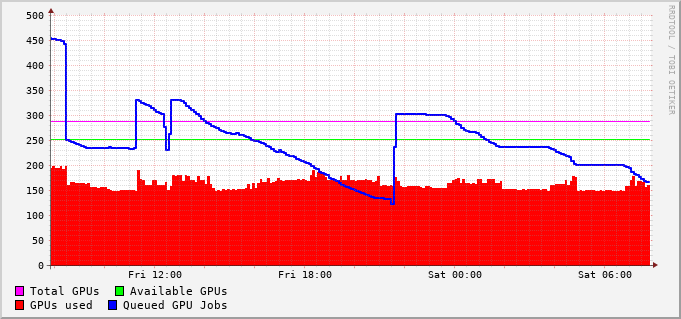 500
450
400
350
300
250
200
150
100
50
0
Fri 12:00 Fri 18:00 Sat 00:00 Sat 06:00
Total GPUs Available GPUs
GPUs used Queued GPU Jobs
RRDTOOL / TOBI OETIKER